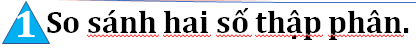 1 So sánh hai số thập phân.